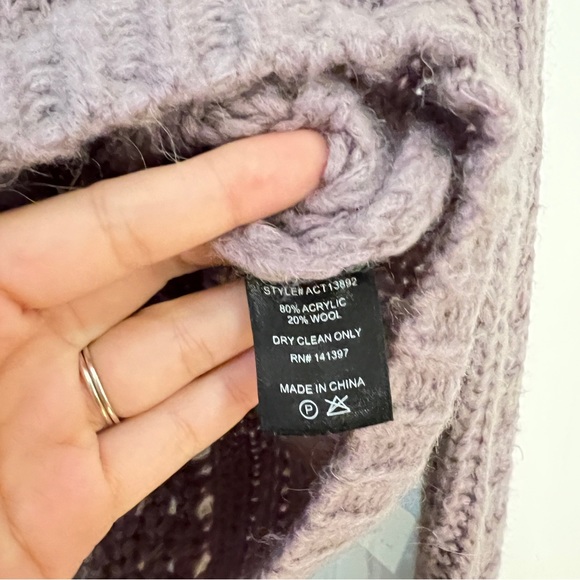 STYLE# ACT13892
80% ACRYLIC
20% WOOL
DRY CLEAN ONLY
RN# 141397
MADE IN CHINA
P